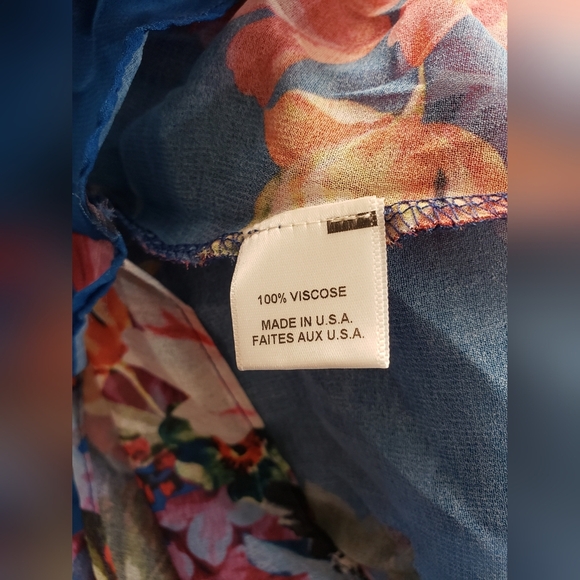 100% VISCOSE
MADE IN U.S.A.
FAITES AUX U.S.A.